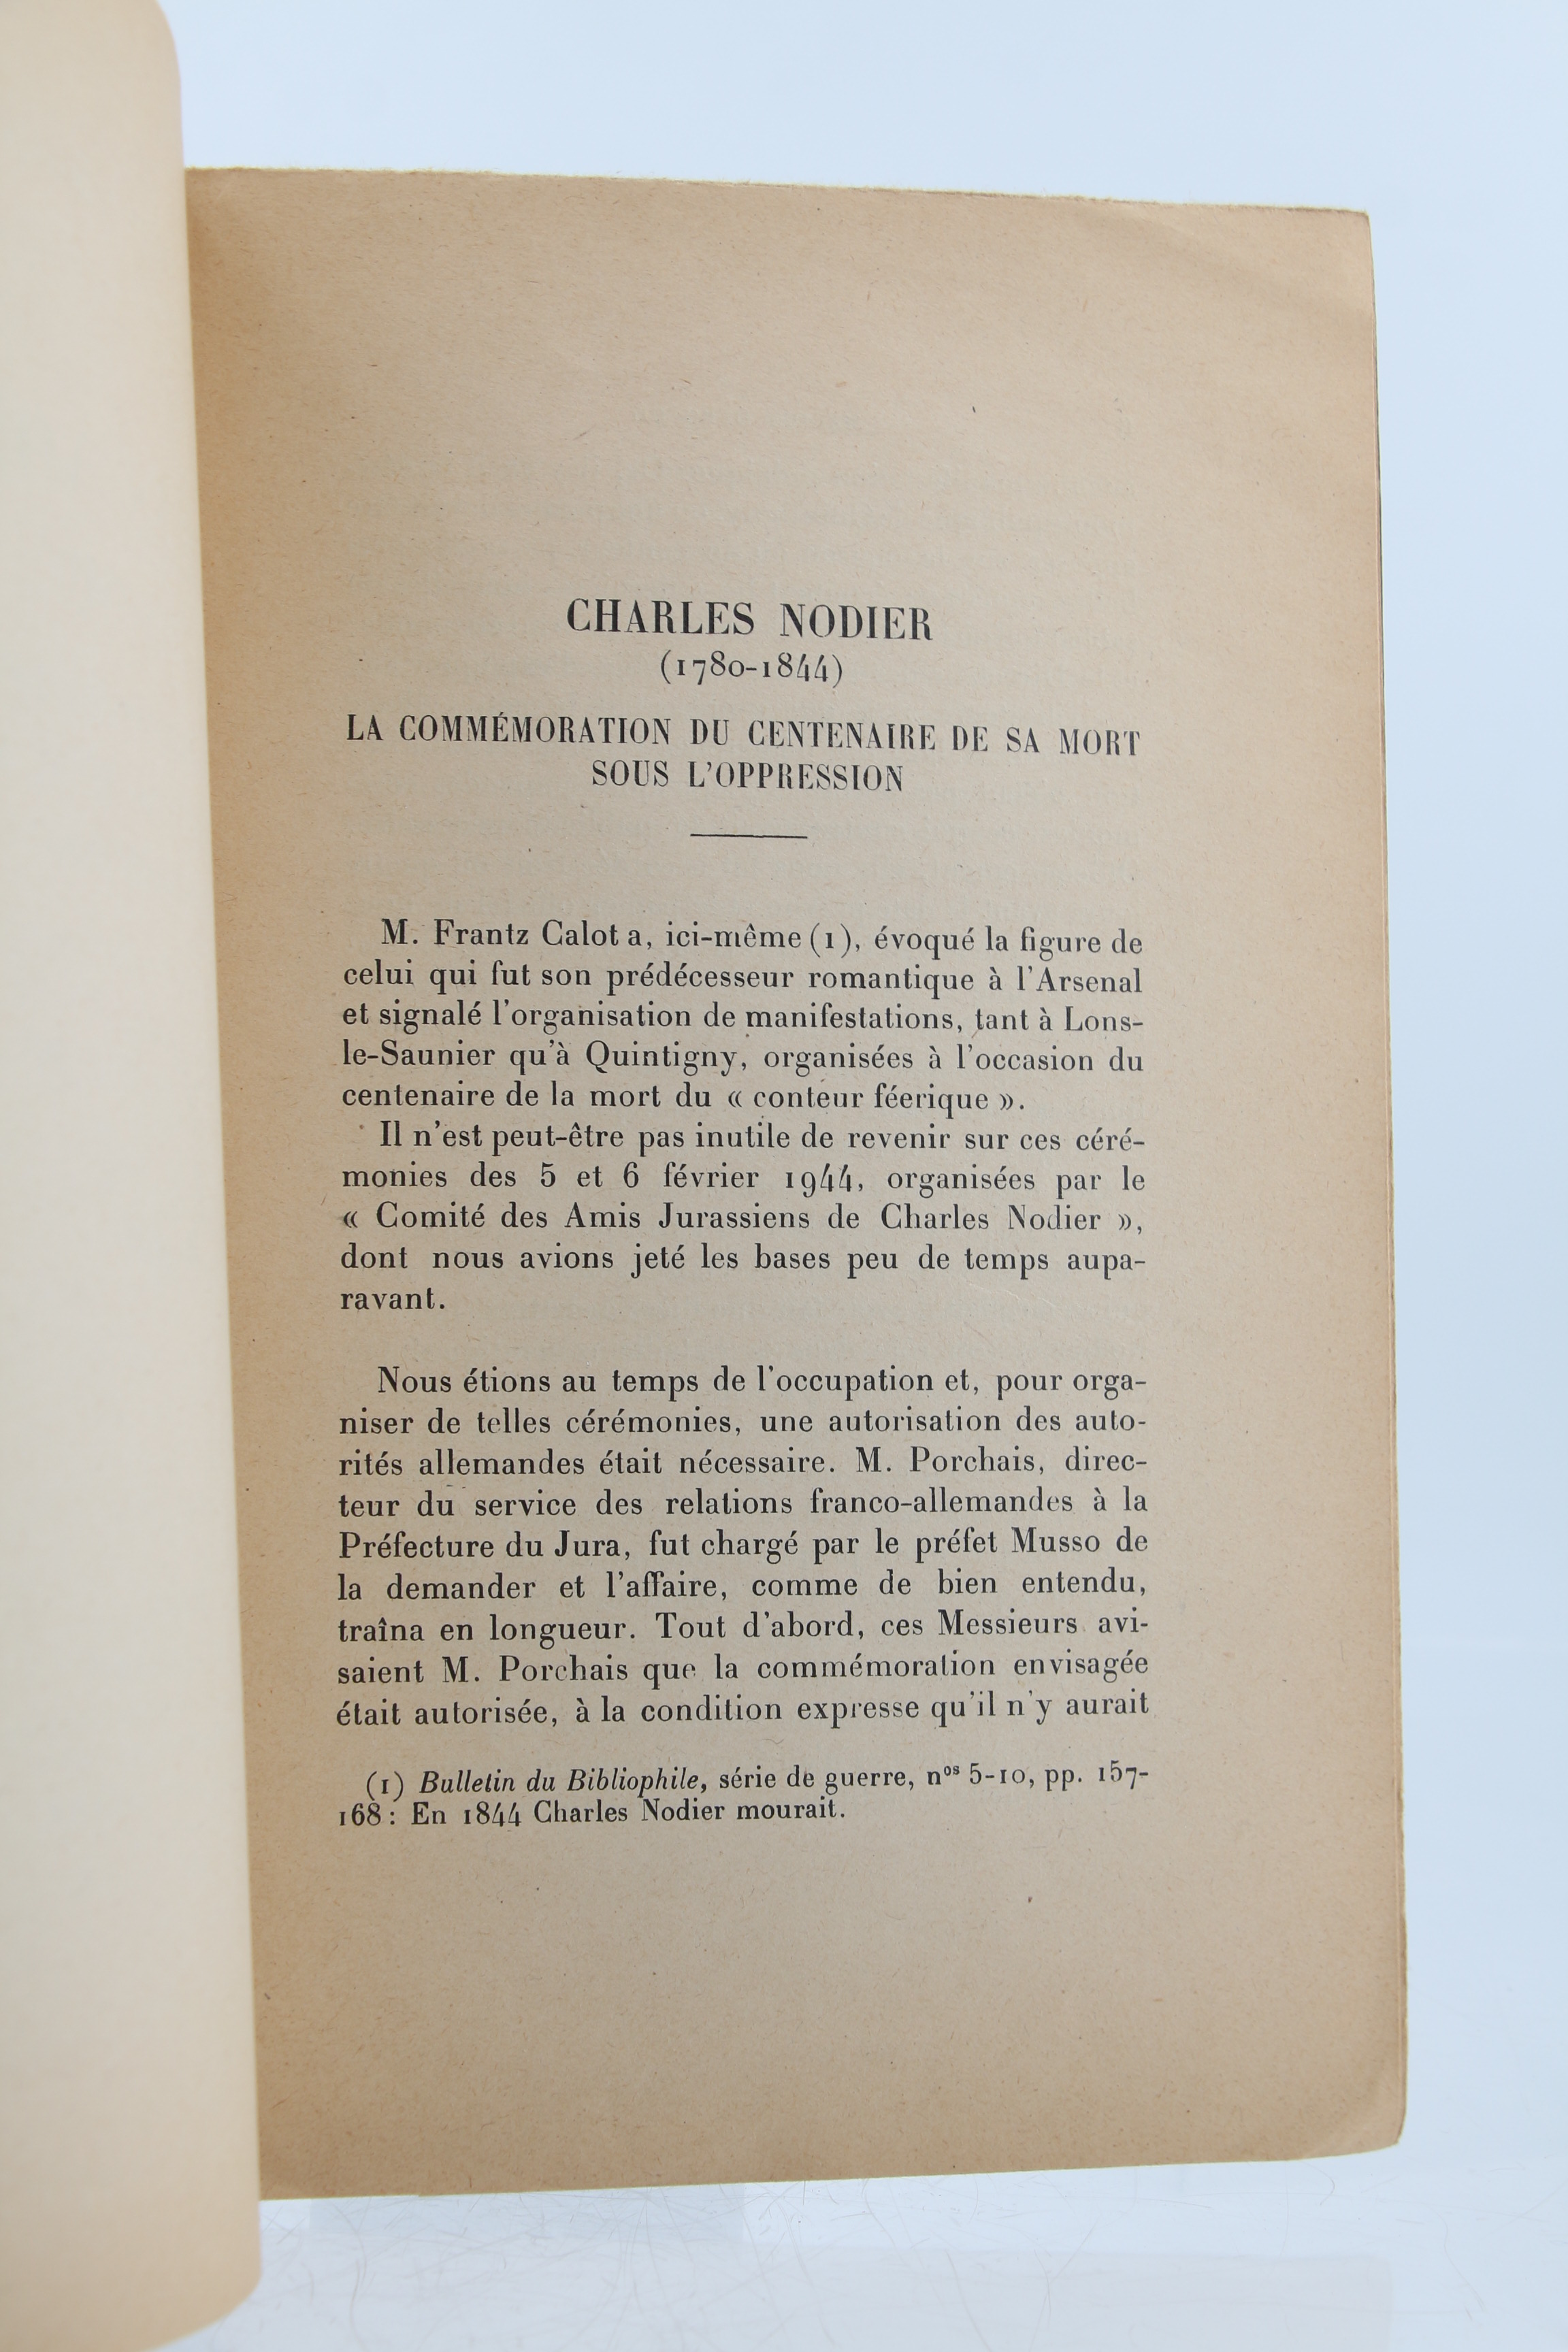 CHARLES NODIER
(1780-1844)
LA COMMÉMORATION DU CENTENAIRE DE SA MORT
SOUS L'OPPRESSION
M. Frantz Calot a, ici-même (1), évoqué la figure de
celui qui fut son prédécesseur romantique à l'Arsenal
et signalé l'organisation de manifestations, tant à Lons-
le-Saunier qu'à Quintigny, organisées à l'occasion du
centenaire de la mort du « conteur féerique ».
Il n'est peut-être pas inutile de revenir sur ces céré-
monies des 5 et 6 février 1944, organisées par le
« Comité des Amis Jurassiens de Charles Nodier »,
dont nous avions jeté les bases peu de temps aupa-
ravant.
Nous étions au temps de l'occupation et, pour orga-
niser de telles cérémonies, une autorisation des auto-
rités allemandes était nécessaire. M. Porchais, direc-
teur du service des relations franco-allemandes à la
Préfecture du Jura, fut chargé par le préfet Musso de
la demander et l'affaire, comme de bien entendu,
traîna en longueur. Tout d'abord, ces Messieurs avi-
saient M. Porchais que la commémoration envisagée
était autorisée, à la condition expresse qu'il n'y aurait
(1) Bulletin du Bibliophile, série de guerre, nos 5-10, pp. 157-
168 : En 1844 Charles Nodier mourait.